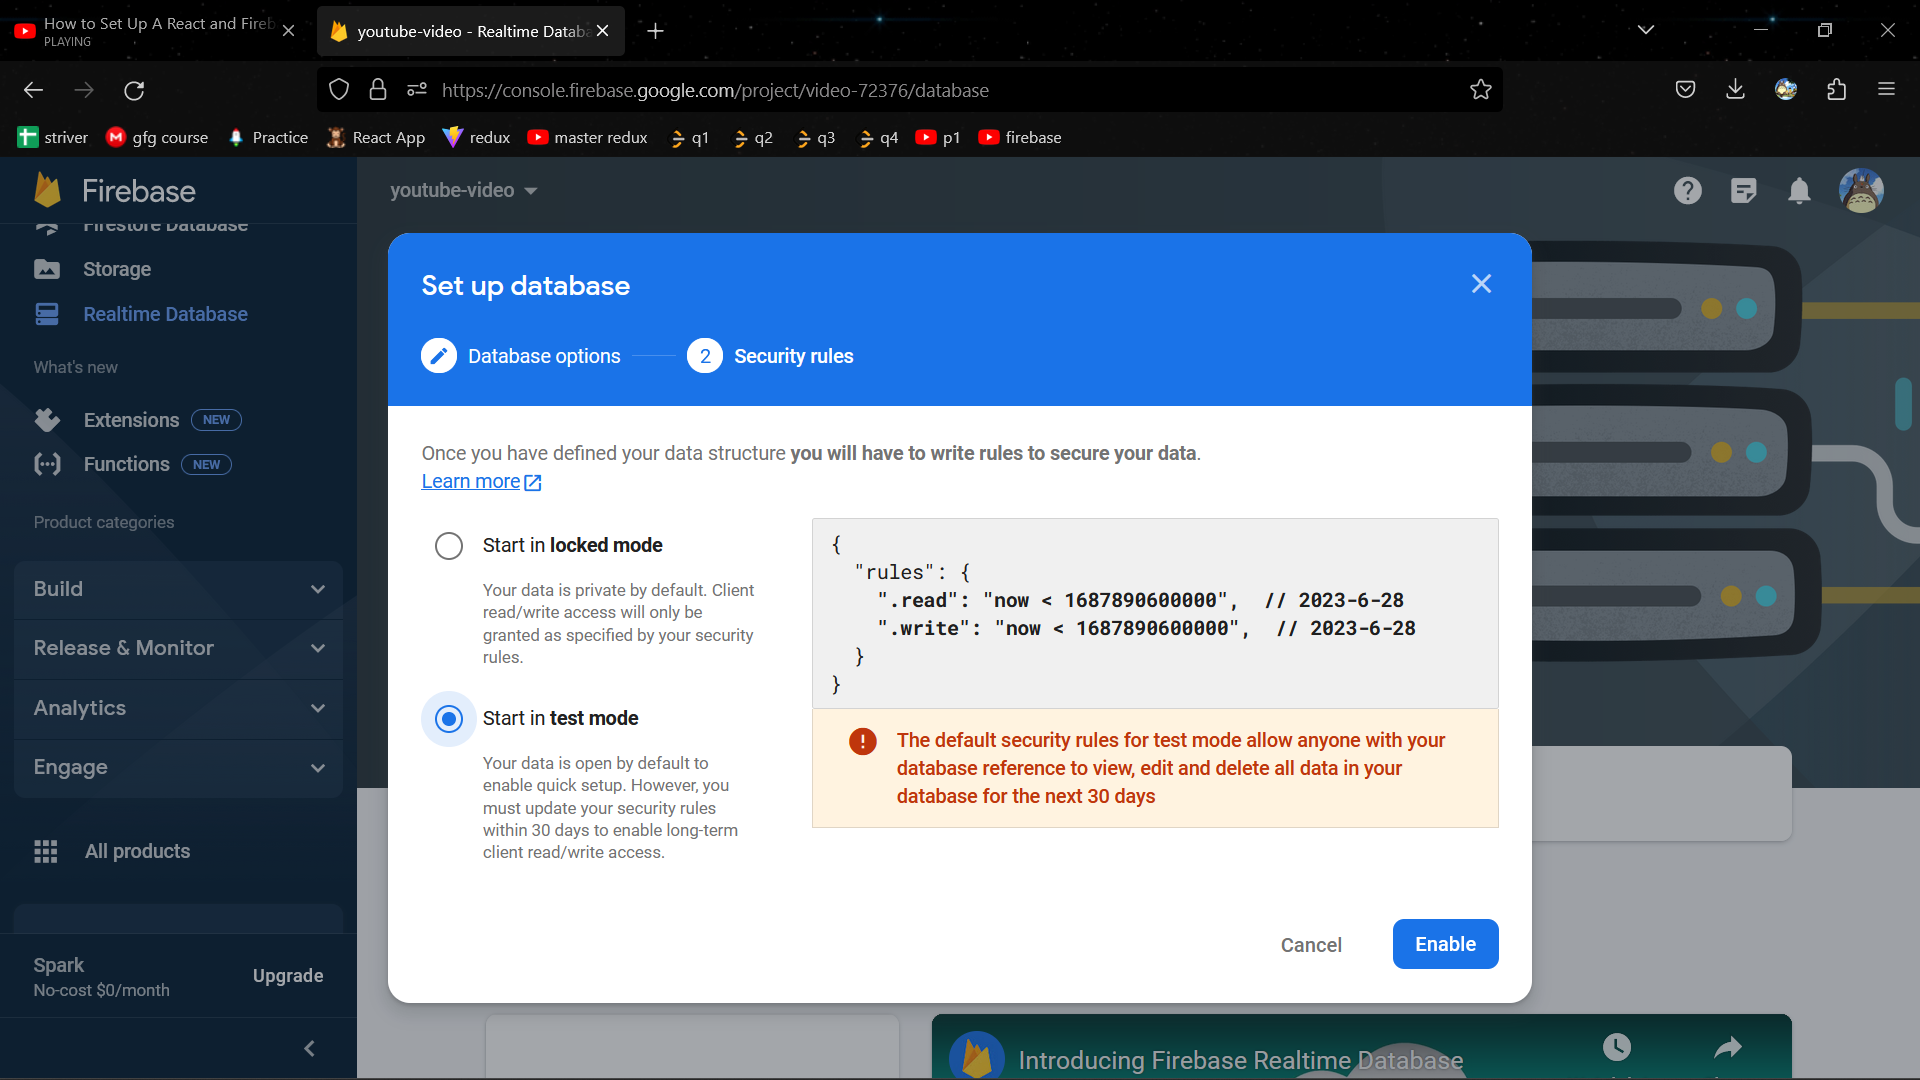 How to Set Up A React and Fireb
PLAYING
youtube-video - Realtime Databa
https://console.firebase.google.com/project/video-72376/database
striver
gfg course
Practice
React App
redux
master redux
q1
q2
q3
q4
p1
firebase
Firebase
youtube-video
Firestore Database
Storage
Realtime Database
What's new
Extensions NEW
Functions NEW
Product categories
Build
Release & Monitor
Analytics
Engage
All products
Spark
No-cost $0/month
Upgrade
Set up database
Database options
2 Security rules
Once you have defined your data structure you will have to write rules to secure your data.
Learn more
Start in locked mode
Your data is private by default. Client
read/write access will only be
granted as specified by your security
rules.
Start in test mode
Your data is open by default to
enable quick setup. However, you
must update your security rules
within 30 days to enable long-term
client read/write access.
{
"rules": {
".read": "now < 1687890600000", // 2023-6-28
".write": "now < 1687890600000", // 2023-6-28
}
}
The default security rules for test mode allow anyone with your
database reference to view, edit and delete all data in your
database for the next 30 days
Cancel
Enable
Introducing Firebase Realtime Database